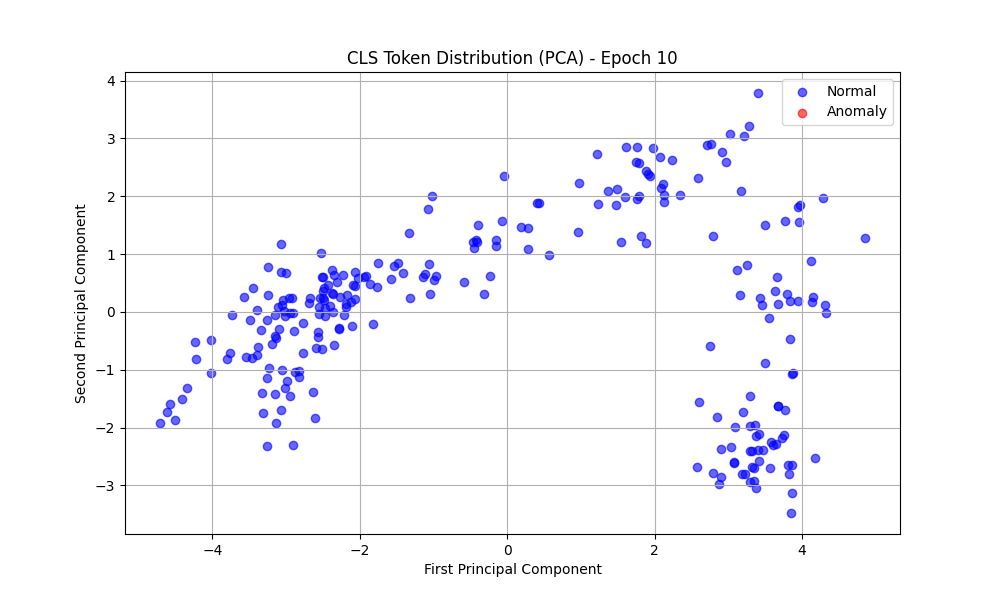 CLS Token Distribution (PCA) - Epoch 10
Normal
Anomaly
4
3
2
1
0
−1
−2
−3
Second Principal Component
−4
−2
0
2
4
First Principal Component